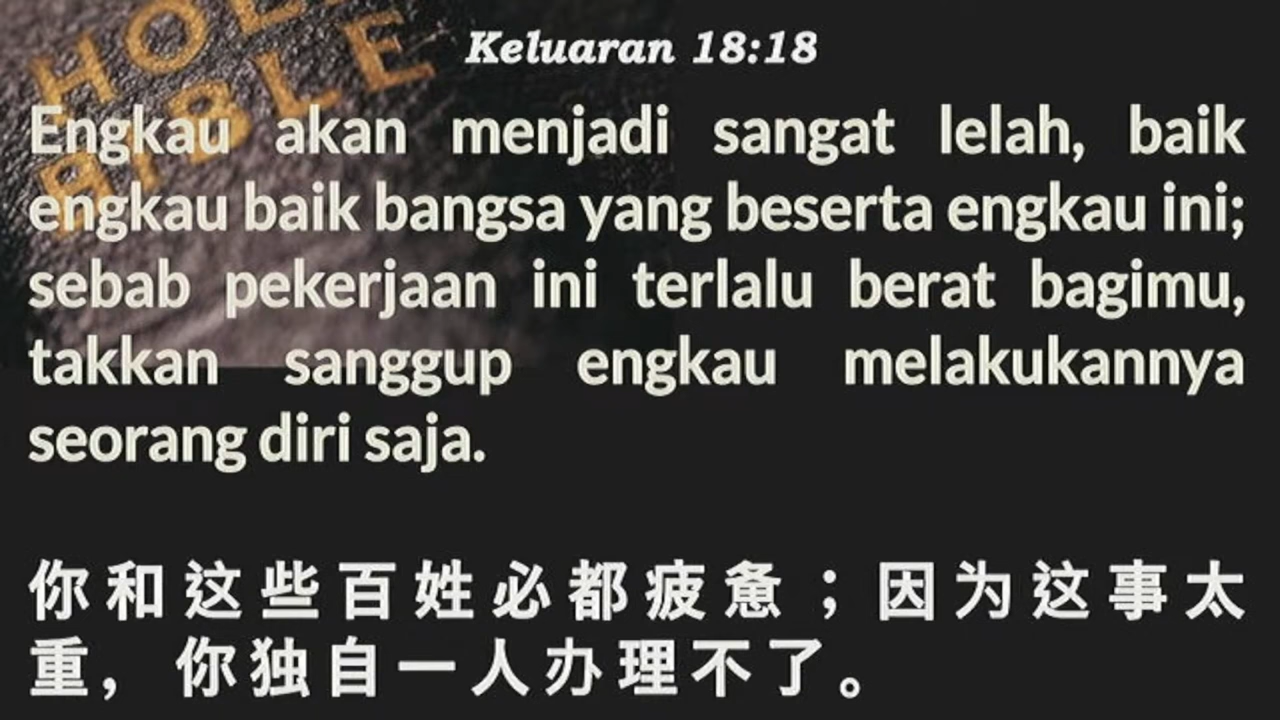 HOLY
BIBLE
Keluaran 18:18
Engkau akan menjadi sangat lelah, baik
engkau baik bangsa yang beserta engkau ini;
sebab pekerjaan ini terlalu berat bagimu,
takkan sanggup engkau melakukannya
seorang diri saja.
你和这些百姓必都疲惫；因为这事太
重，你独自一人办理不了。